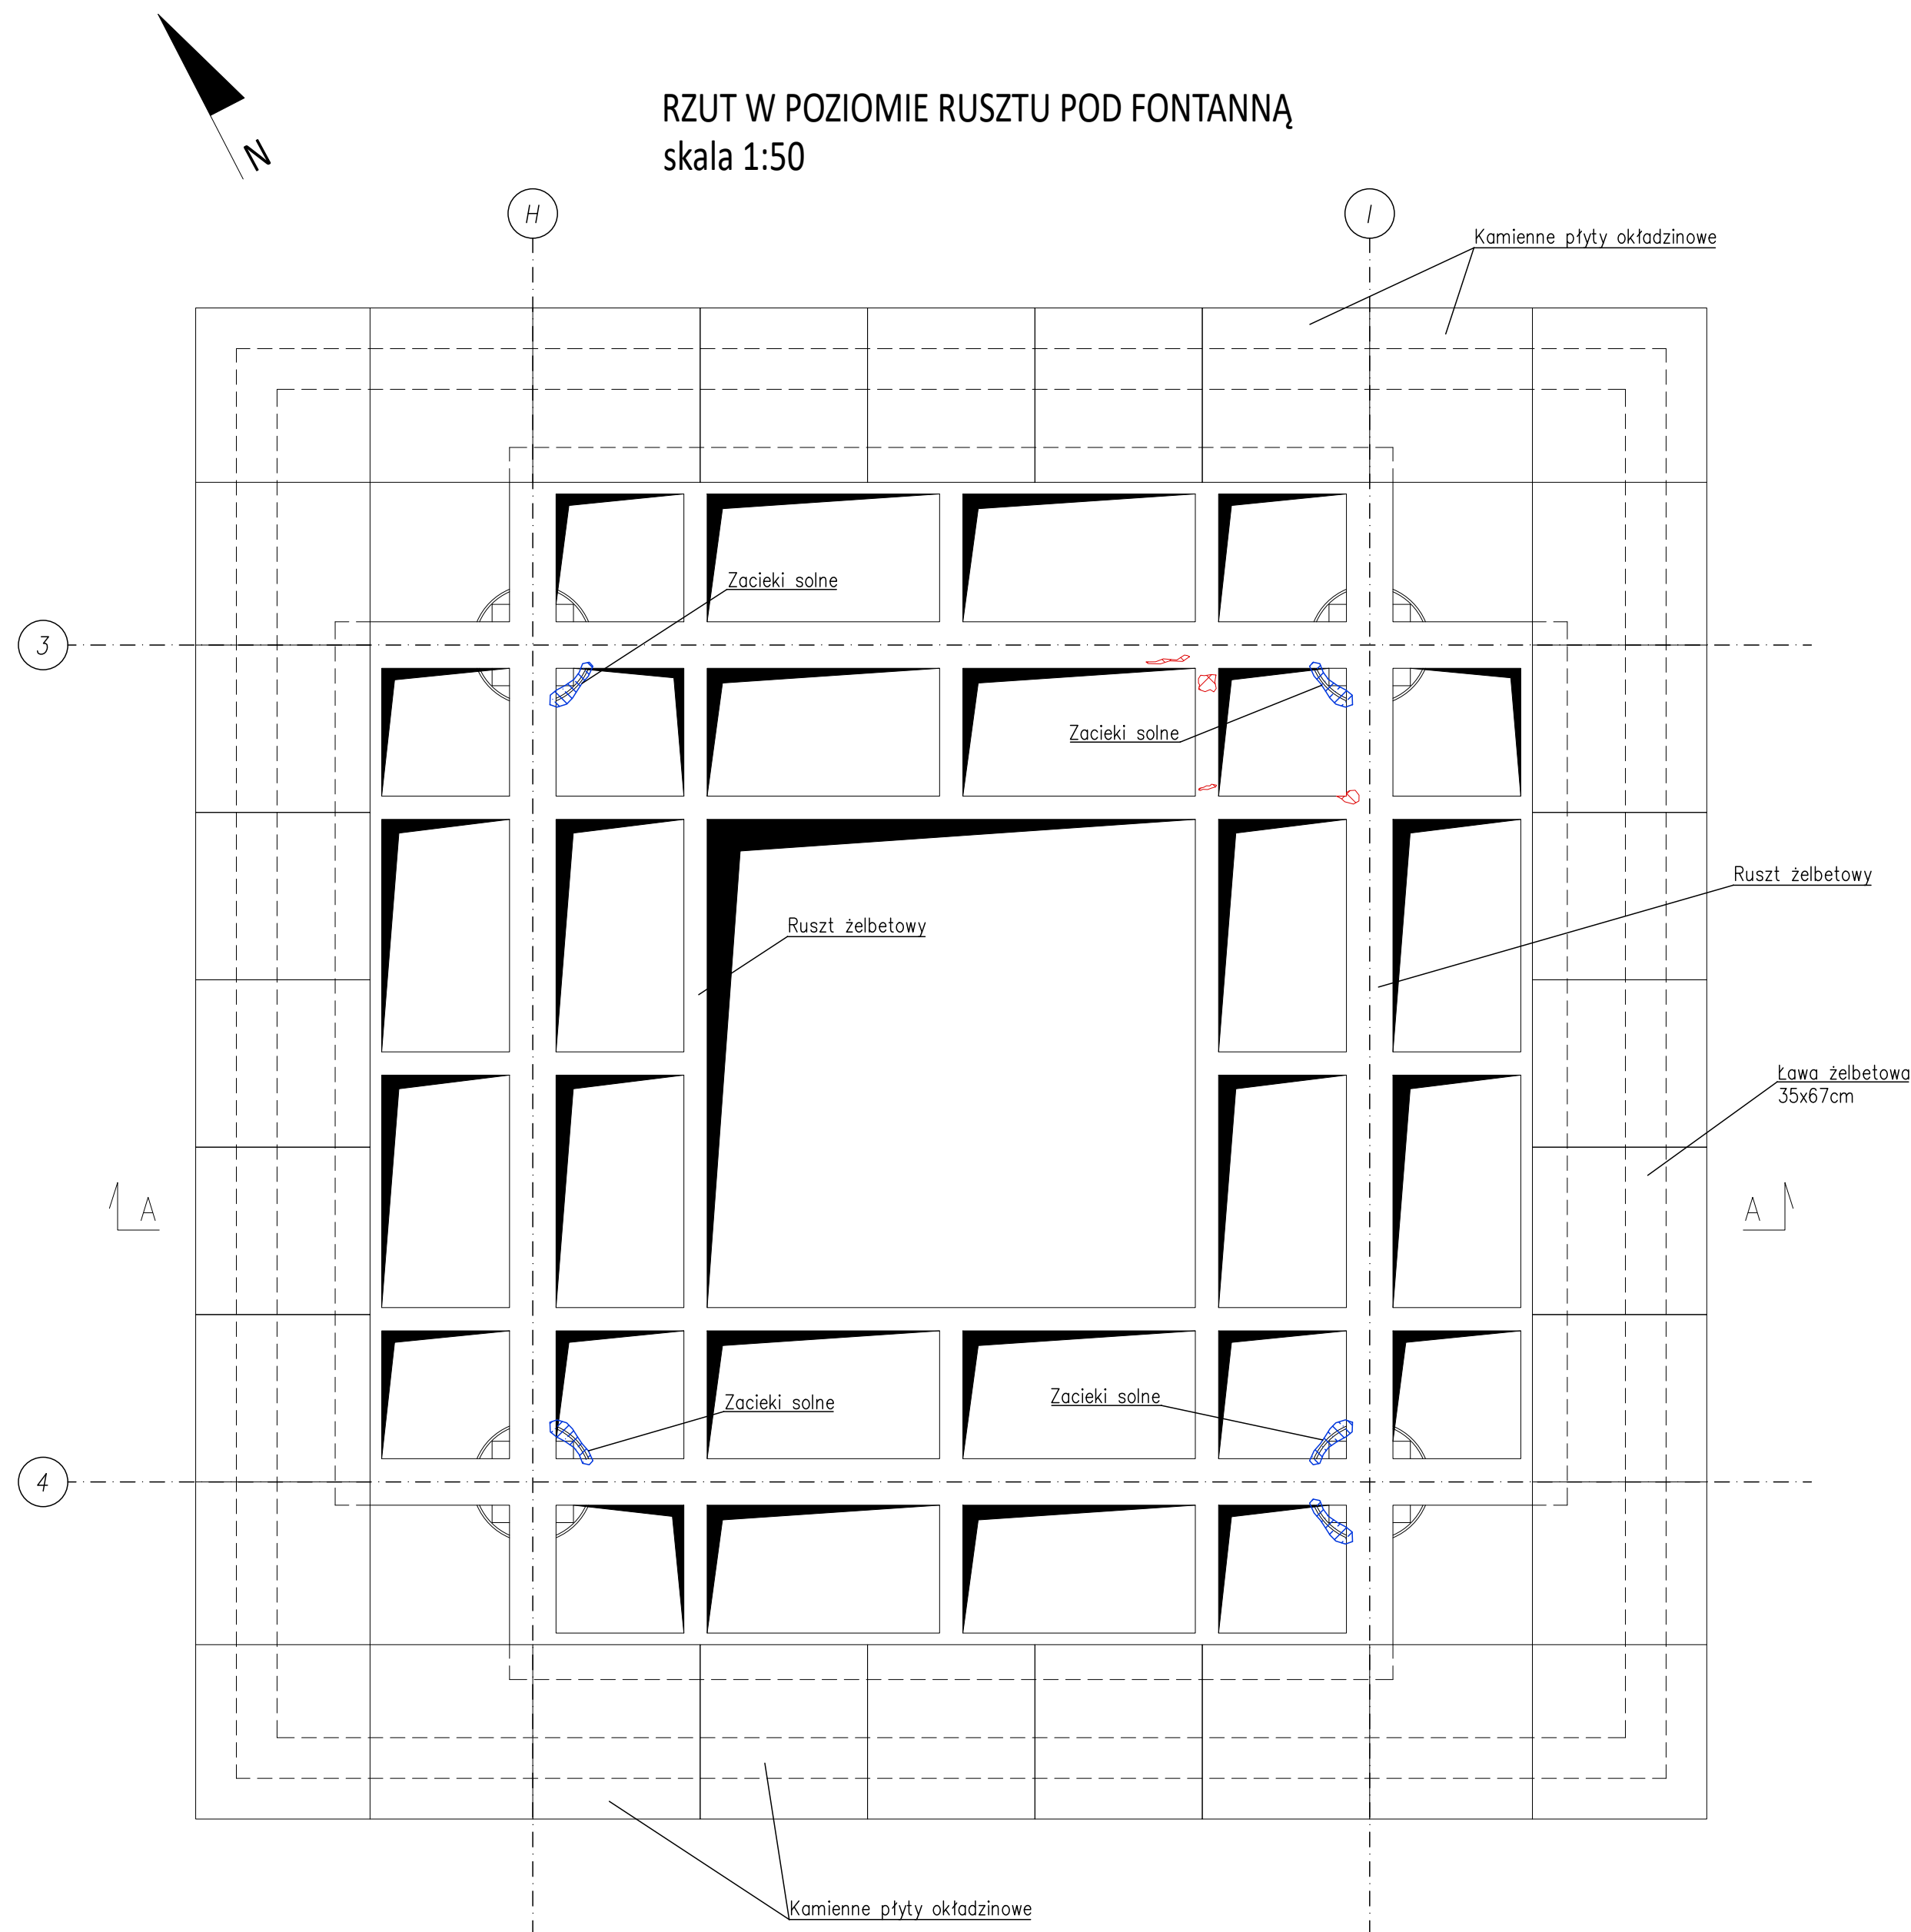 RZUT W POZIOMIE RUSZTU POD FONTANNĄ
skala 1:50
N
H
I
Kamienne płyty okładzinowe
Zacieki solne
3
Zacieki solne
Ruszt żelbetowy
Ruszt żelbetowy
Ława żelbetowa
35x67cm
A
A
Zacieki solne
Zacieki solne
4
Kamienne płyty okładzinowe